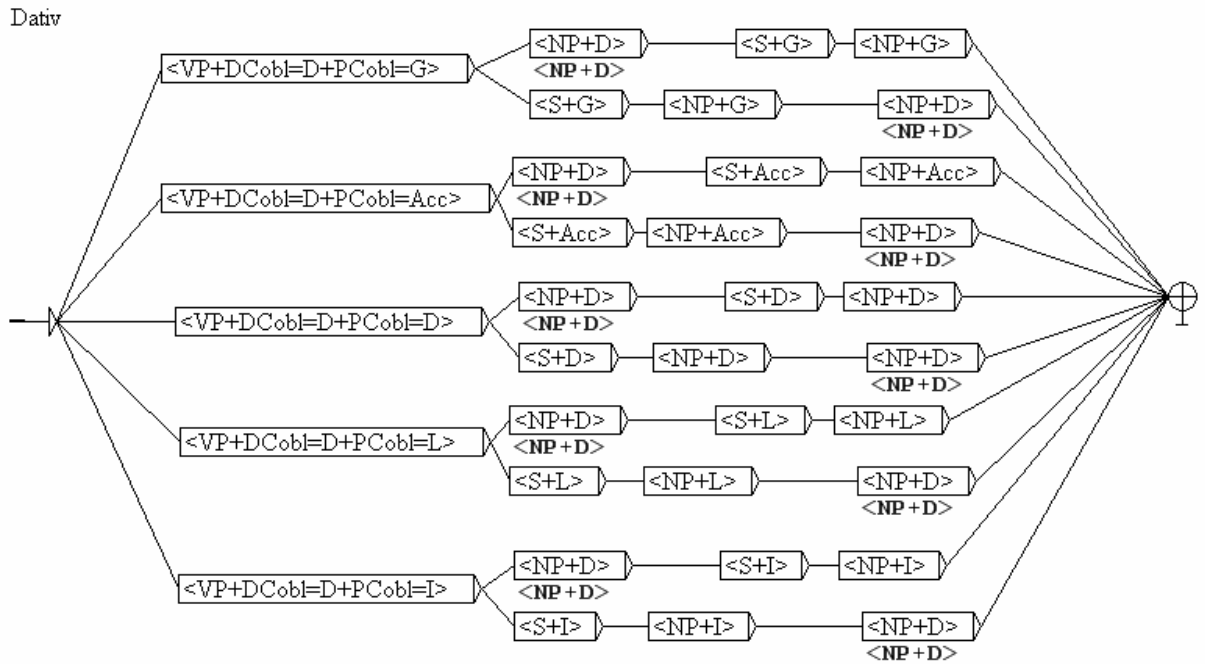 Dativ
<VP+DCobl=D+PCobl=G>
<NP+D> <S+G> <NP+G>
<NP+D>
<S+G> <NP+G> <NP+D>
<NP+D>
<VP+DCobl=D+PCobl=Acc>
<NP+D> <S+Acc> <NP+Acc>
<NP+D>
<S+Acc> <NP+Acc> <NP+D>
<NP+D>
<VP+DCobl=D+PCobl=D>
<NP+D> <S+D> <NP+D>
<NP+D>
<S+D> <NP+D> <NP+D>
<NP+D>
<VP+DCobl=D+PCobl=L>
<NP+D> <S+L> <NP+L>
<NP+D>
<S+L> <NP+L> <NP+D>
<NP+D>
<VP+DCobl=D+PCobl=I>
<NP+D> <S+I> <NP+I>
<NP+D>
<S+I> <NP+I> <NP+D>
<NP+D>